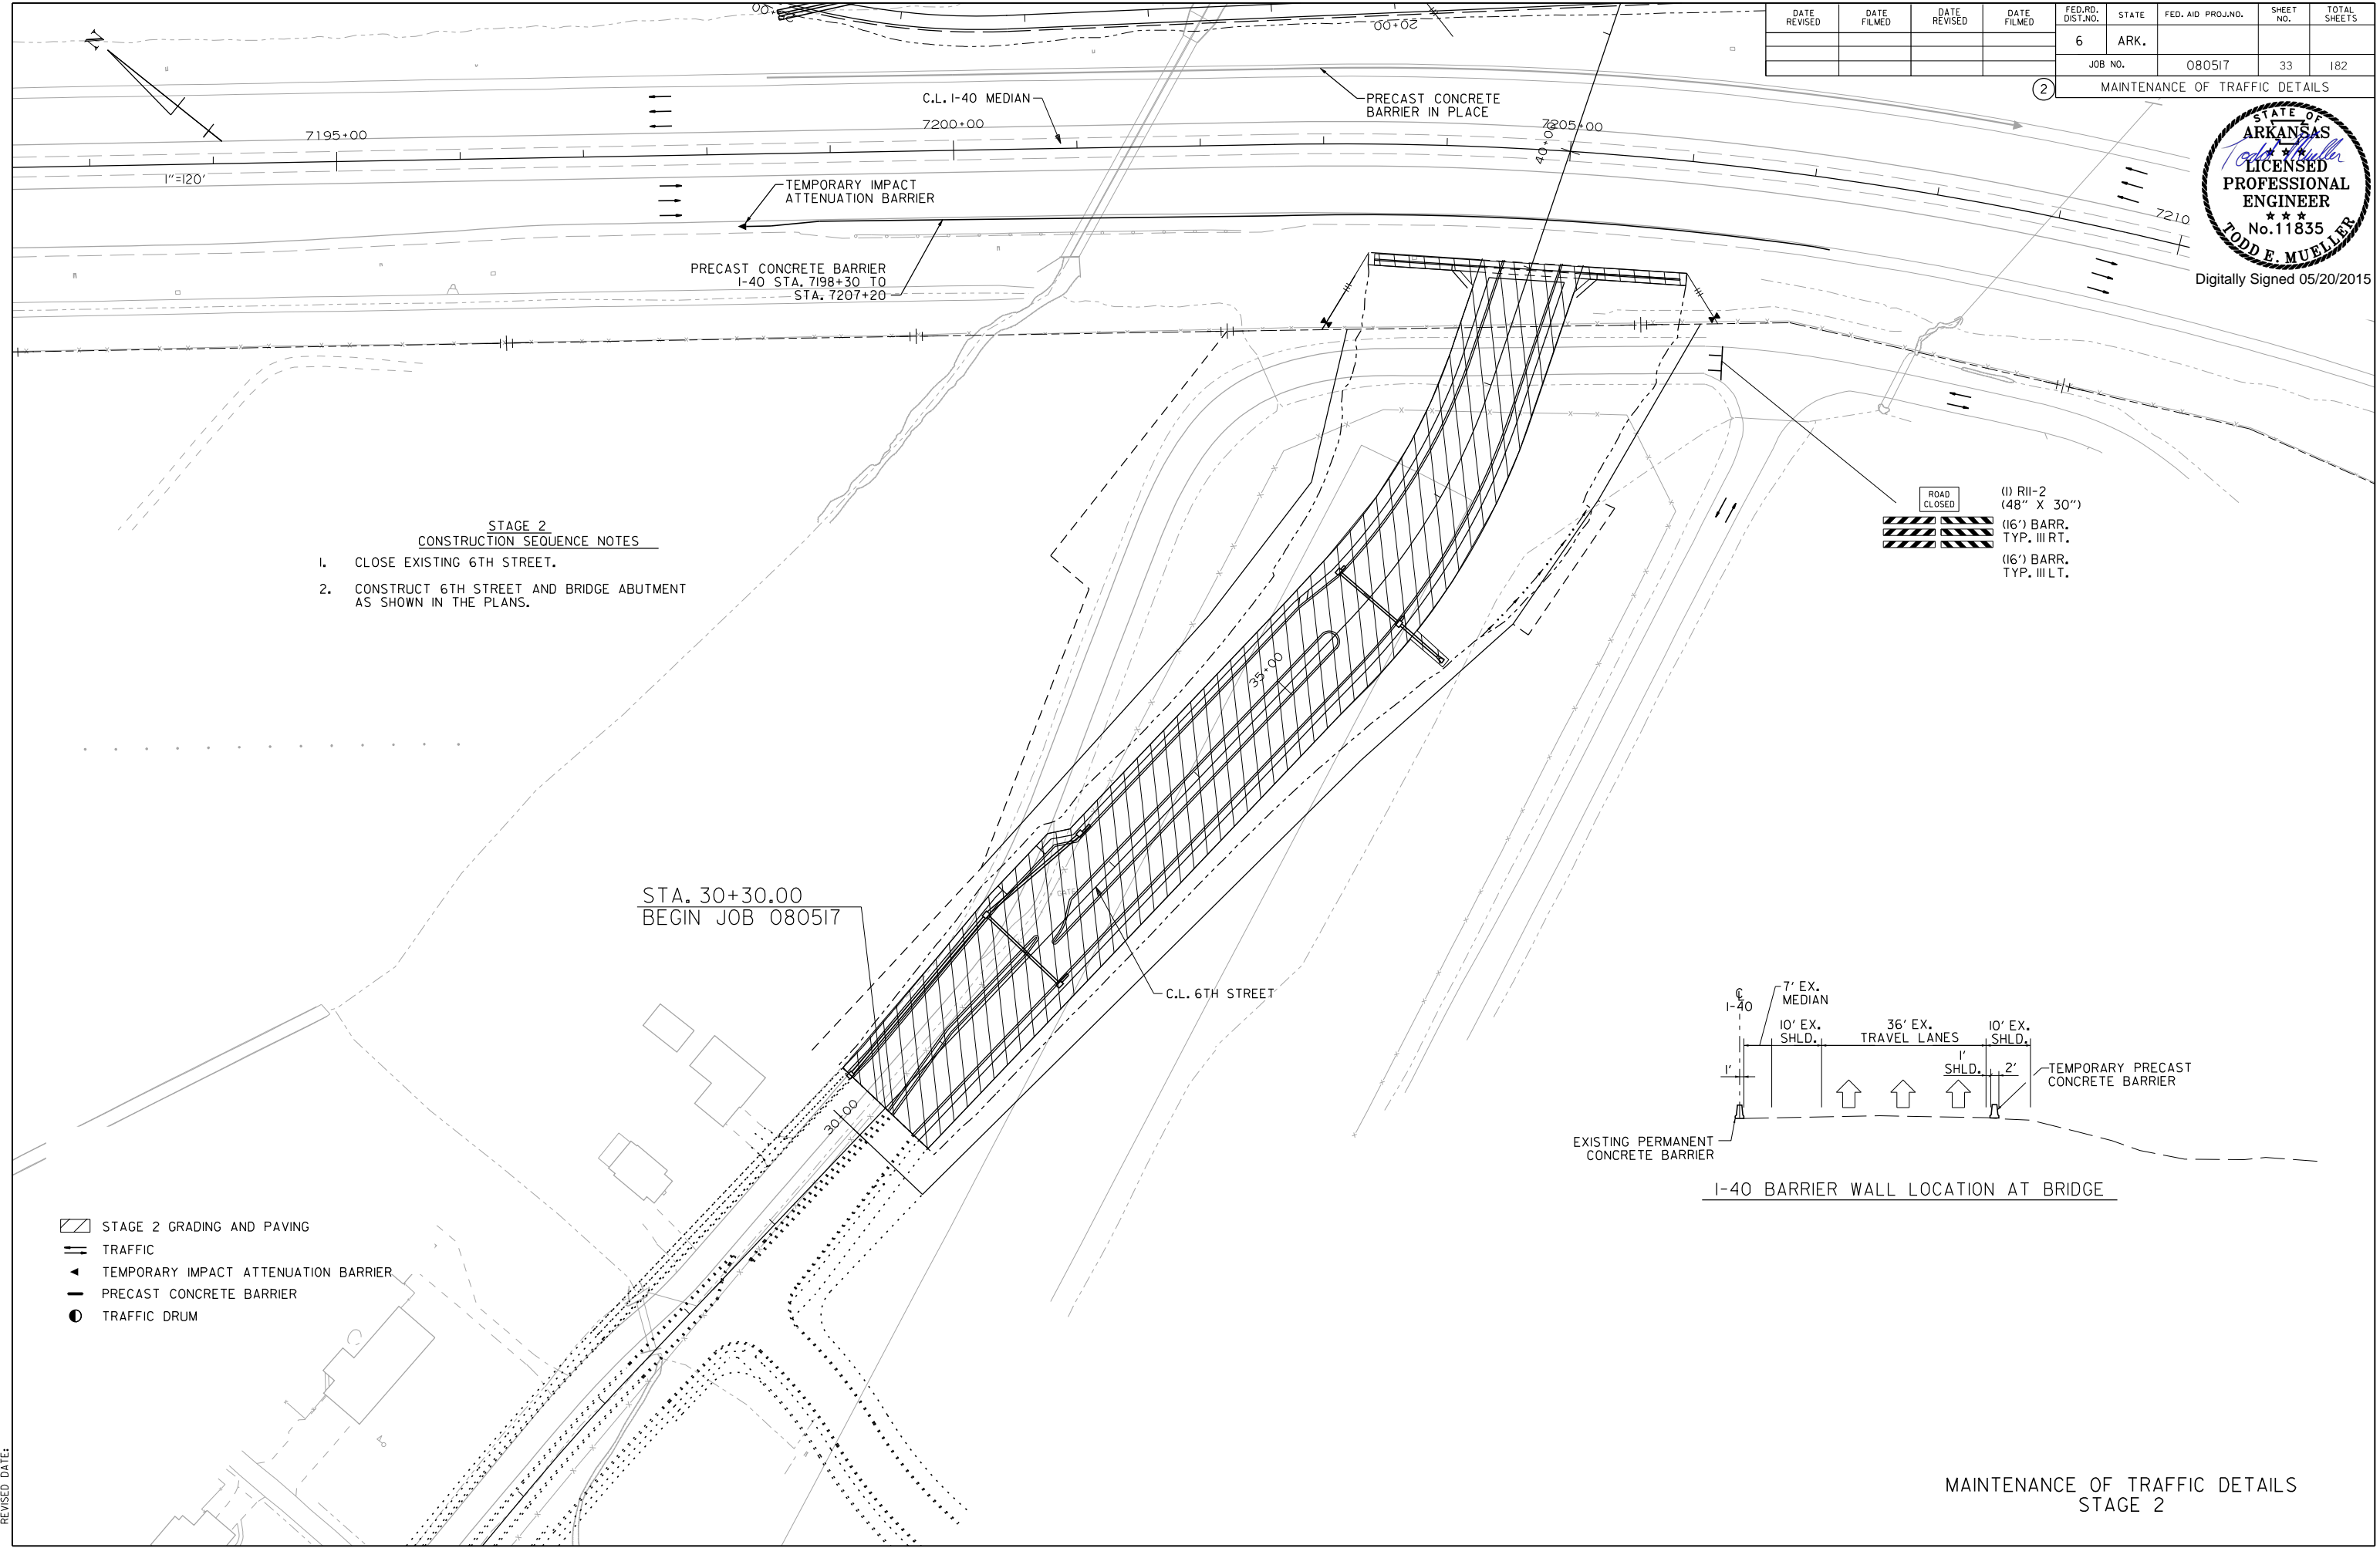 DATE REVISED
DATE FILMED
DATE REVISED
DATE FILMED
FED.RD. DIST.NO.
STATE
FED. AID PROJ.NO.
SHEET NO.
TOTAL SHEETS
6
ARK.
JOB NO.
080517
33
182
2
MAINTENANCE OF TRAFFIC DETAILS
STATE OF
ARKANSAS
LICENSED
PROFESSIONAL
ENGINEER
No.11835
TODD E. MUELLER
Todd Mueller
Digitally Signed 05/20/2015
N
1"=120'
00+02
7195+00
7200+00
7205+00
7210
40+00
C.L. I-40 MEDIAN
PRECAST CONCRETE
BARRIER IN PLACE
TEMPORARY IMPACT
ATTENUATION BARRIER
PRECAST CONCRETE BARRIER
I-40 STA. 7198+30 TO
STA. 7207+20
STAGE 2
CONSTRUCTION SEQUENCE NOTES
1. CLOSE EXISTING 6TH STREET.
2. CONSTRUCT 6TH STREET AND BRIDGE ABUTMENT
AS SHOWN IN THE PLANS.
ROAD
CLOSED
(1) R11-2
(48" X 30")
(16') BARR.
TYP. III RT.
(16') BARR.
TYP. III LT.
35+00
GATE
STA. 30+30.00
BEGIN JOB 080517
C.L. 6TH STREET
30+00
℄
I-40
7' EX.
MEDIAN
10' EX.
SHLD.
36' EX.
TRAVEL LANES
10' EX.
SHLD.
1'
1'
SHLD.
2'
TEMPORARY PRECAST
CONCRETE BARRIER
EXISTING PERMANENT
CONCRETE BARRIER
I-40 BARRIER WALL LOCATION AT BRIDGE
STAGE 2 GRADING AND PAVING
TRAFFIC
TEMPORARY IMPACT ATTENUATION BARRIER
PRECAST CONCRETE BARRIER
TRAFFIC DRUM
REVISED DATE:
MAINTENANCE OF TRAFFIC DETAILS
STAGE 2